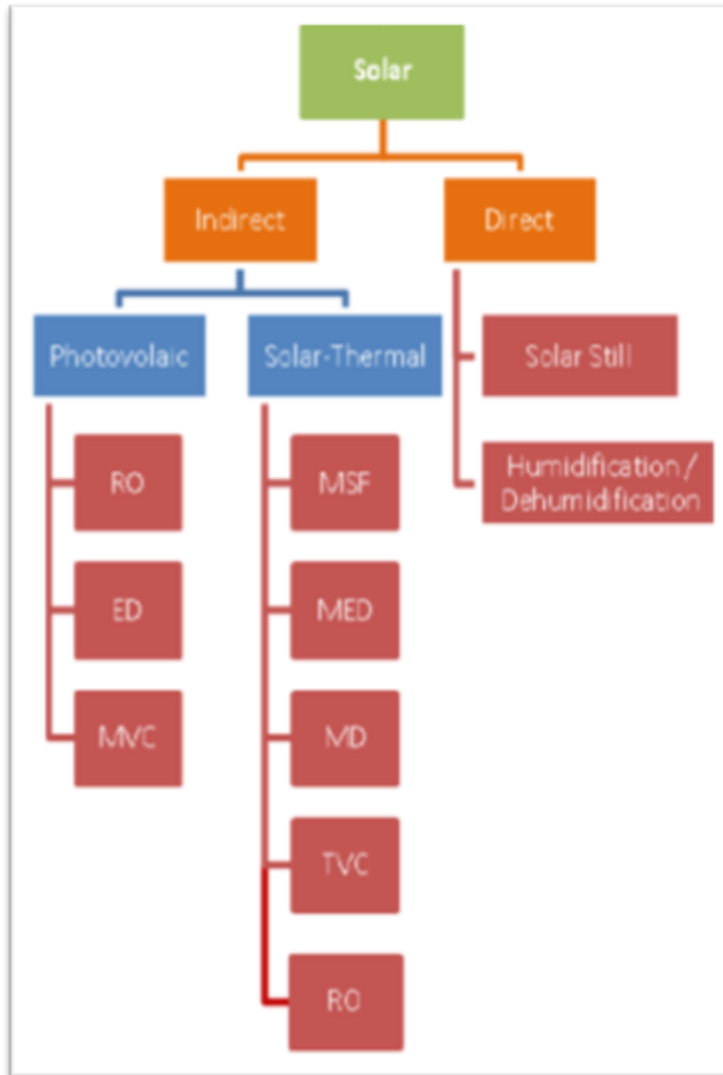 Solar
Indirect
Direct
Photovolaic
Solar-Thermal
Solar Still
Humidification /
Dehumidification
RO
MSF
ED
MED
MVC
MD
TVC
RO